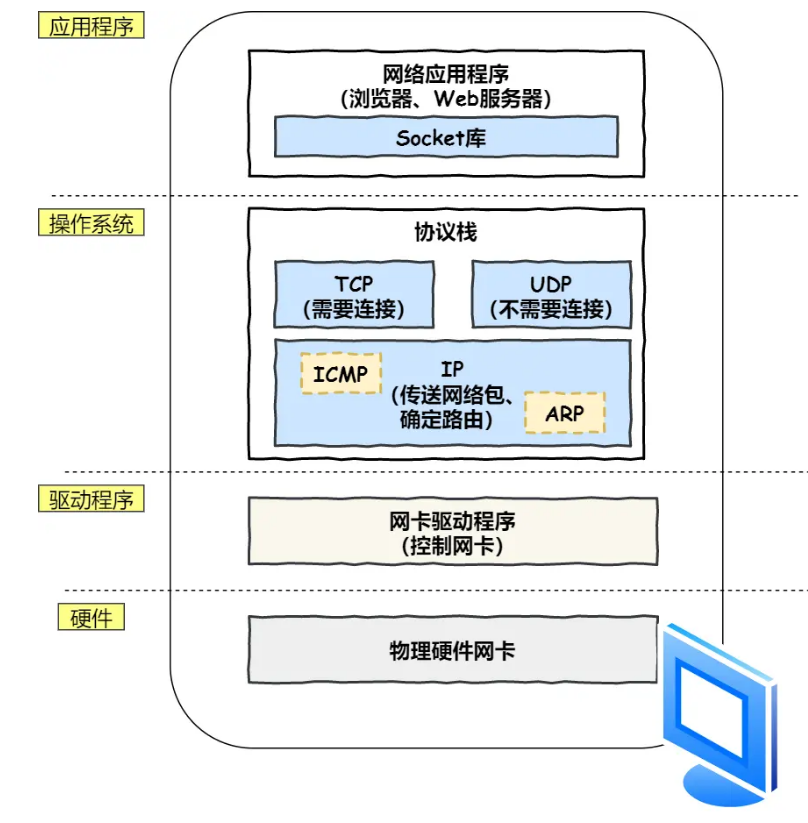 应用程序
网络应用程序
(浏览器、Web服务器)
Socket库
操作系统
协议栈
TCP
(需要连接)
UDP
(不需要连接)
ICMP
IP
(传送网络包、
确定路由)
ARP
驱动程序
网卡驱动程序
(控制网卡)
硬件
物理硬件网卡